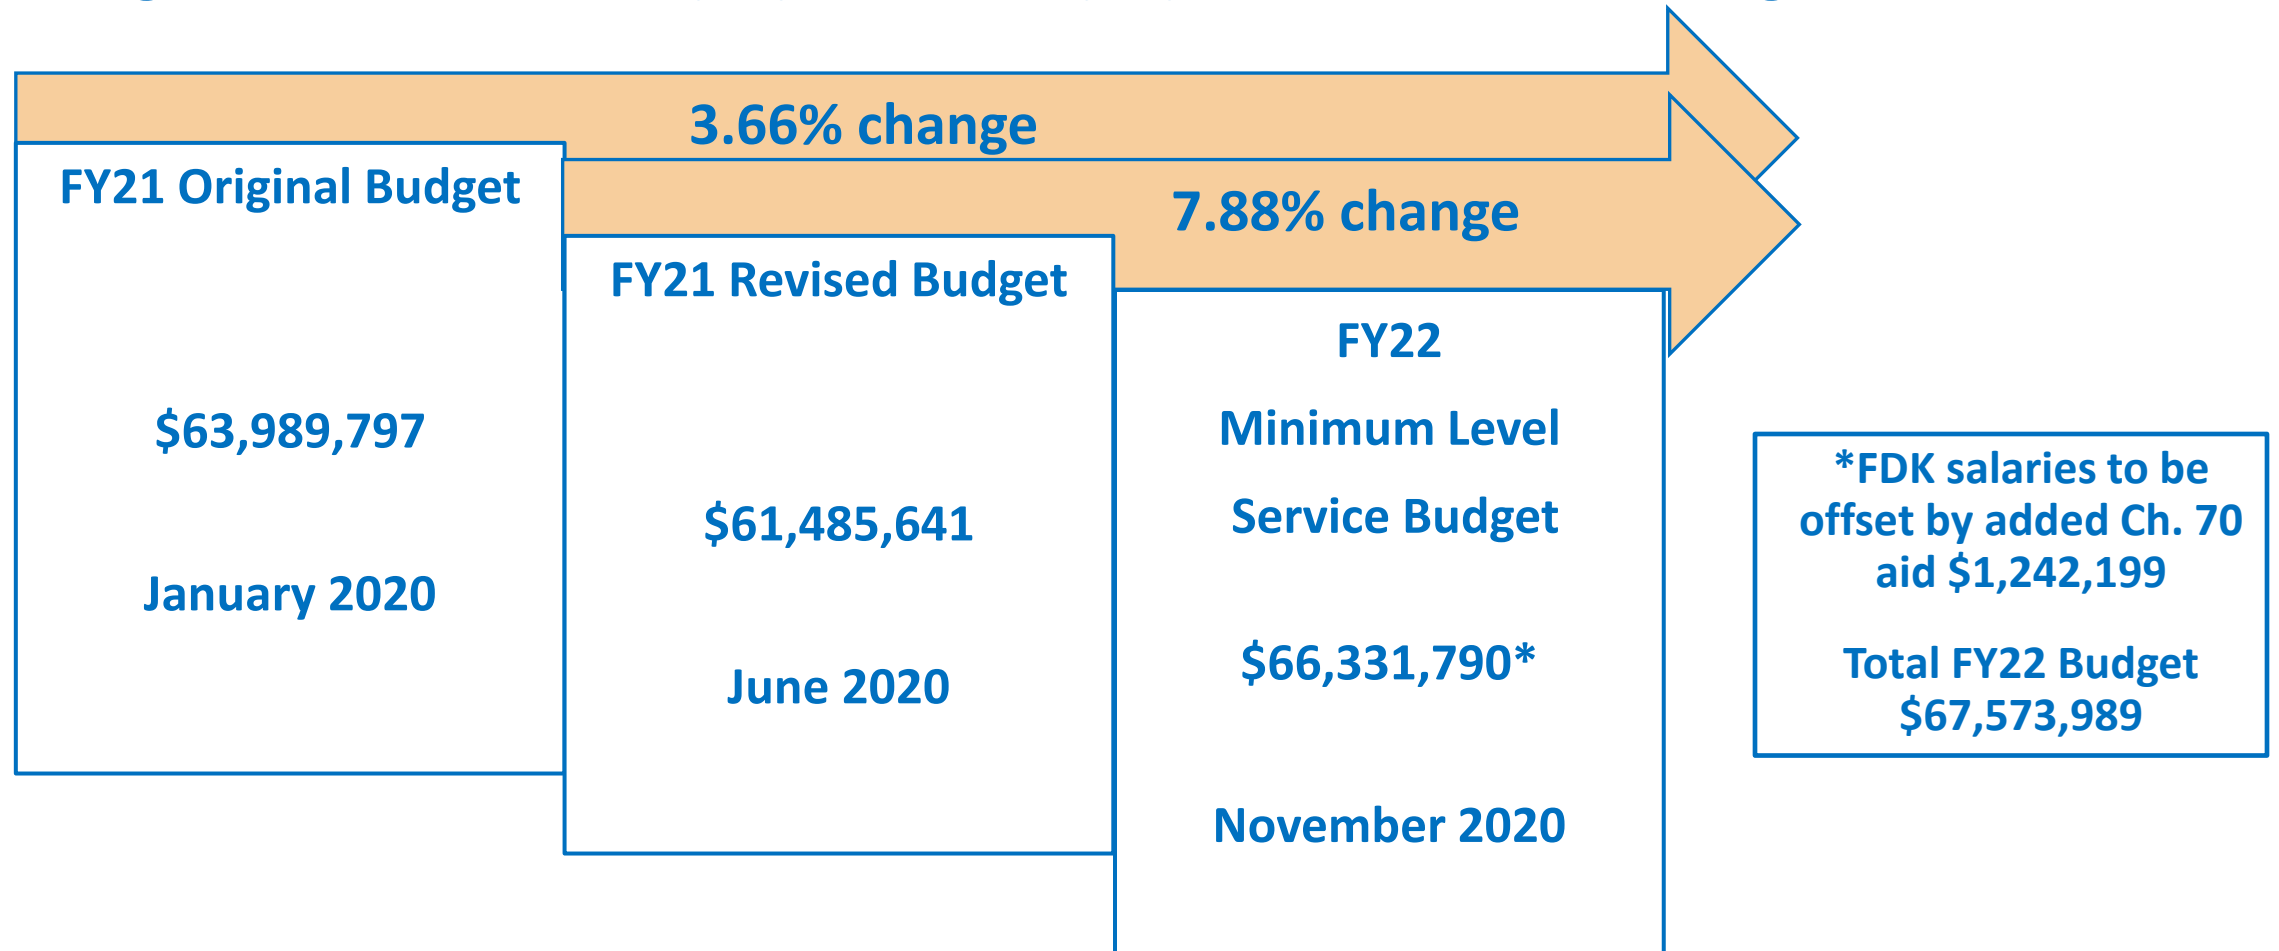 3.66% change
7.88% change
FY21 Original Budget
$63,989,797
January 2020
FY21 Revised Budget
$61,485,641
June 2020
FY22
Minimum Level
Service Budget
$66,331,790*
November 2020
*FDK salaries to be
offset by added Ch. 70
aid $1,242,199
Total FY22 Budget
$67,573,989